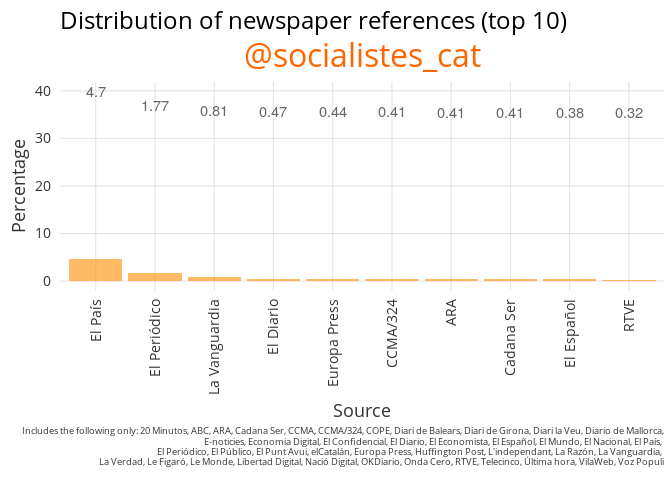 Distribution of newspaper references (top 10)
@socialistes_cat
Percentage
40
30
20
10
0
4.7
1.77
0.81
0.47
0.44
0.41
0.41
0.41
0.38
0.32
El País
El Periódico
La Vanguardia
El Diario
Europa Press
CCMA/324
ARA
Cadana Ser
El Español
RTVE
Source
Includes the following only: 20 Minutos, ABC, ARA, Cadana Ser, CCMA, CCMA/324, COPE, Diari de Balears, Diari de Girona, Diari la Veu, Diario de Mallorca,
E-noticies, Economia Digital, El Confidencial, El Diario, El Economista, El Español, El Mundo, El Nacional, El País,
El Periódico, El Público, El Punt Avui, elCatalán, Europa Press, Huffington Post, L'independant, La Razón, La Vanguardia,
La Verdad, Le Figaró, Le Monde, Libertad Digital, Nació Digital, OKDiario, Onda Cero, RTVE, Telecinco, Última hora, VilaWeb, Voz Populi